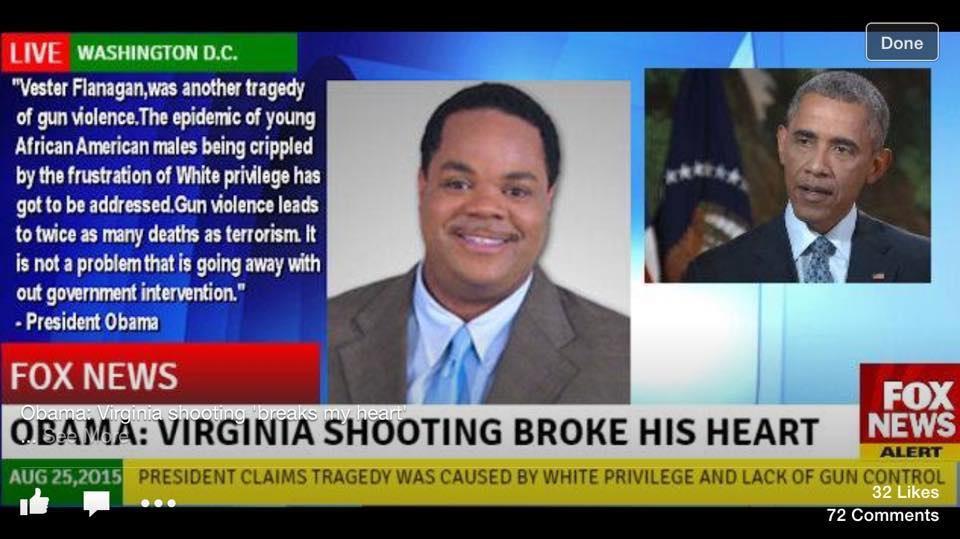 Done
LIVE WASHINGTON D.C.
"Vester Flanagan,was another tragedy
of gun violence.The epidemic of young
African American males being crippled
by the frustration of White privilege has
got to be addressed.Gun violence leads
to twice as many deaths as terrorism. It
is not a problem that is going away with
out government intervention."
- President Obama
FOX NEWS
Obama: Virginia shooting 'breaks my heart'
... See More
OBAMA: VIRGINIA SHOOTING BROKE HIS HEART
FOX
NEWS
ALERT
AUG 25,2015 PRESIDENT CLAIMS TRAGEDY WAS CAUSED BY WHITE PRIVILEGE AND LACK OF GUN CONTROL
32 Likes
72 Comments